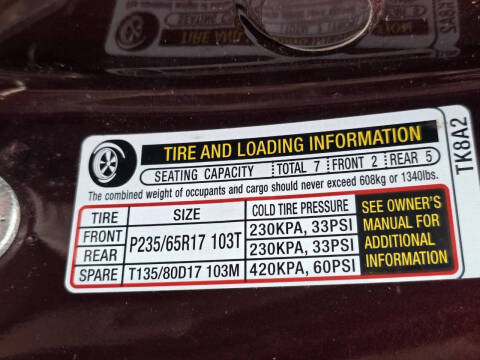 TIRE AND LOADING INFORMATION
SEATING CAPACITY TOTAL 7 FRONT 2 REAR 5
The combined weight of occupants and cargo should never exceed 608kg or 1340lbs.
TIRE SIZE COLD TIRE PRESSURE
FRONT P235/65R17 103T 230KPA, 33PSI
REAR 230KPA, 33PSI
SPARE T135/80D17 103M 420KPA, 60PSI
SEE OWNER'S
MANUAL FOR
ADDITIONAL
INFORMATION
TK8A2